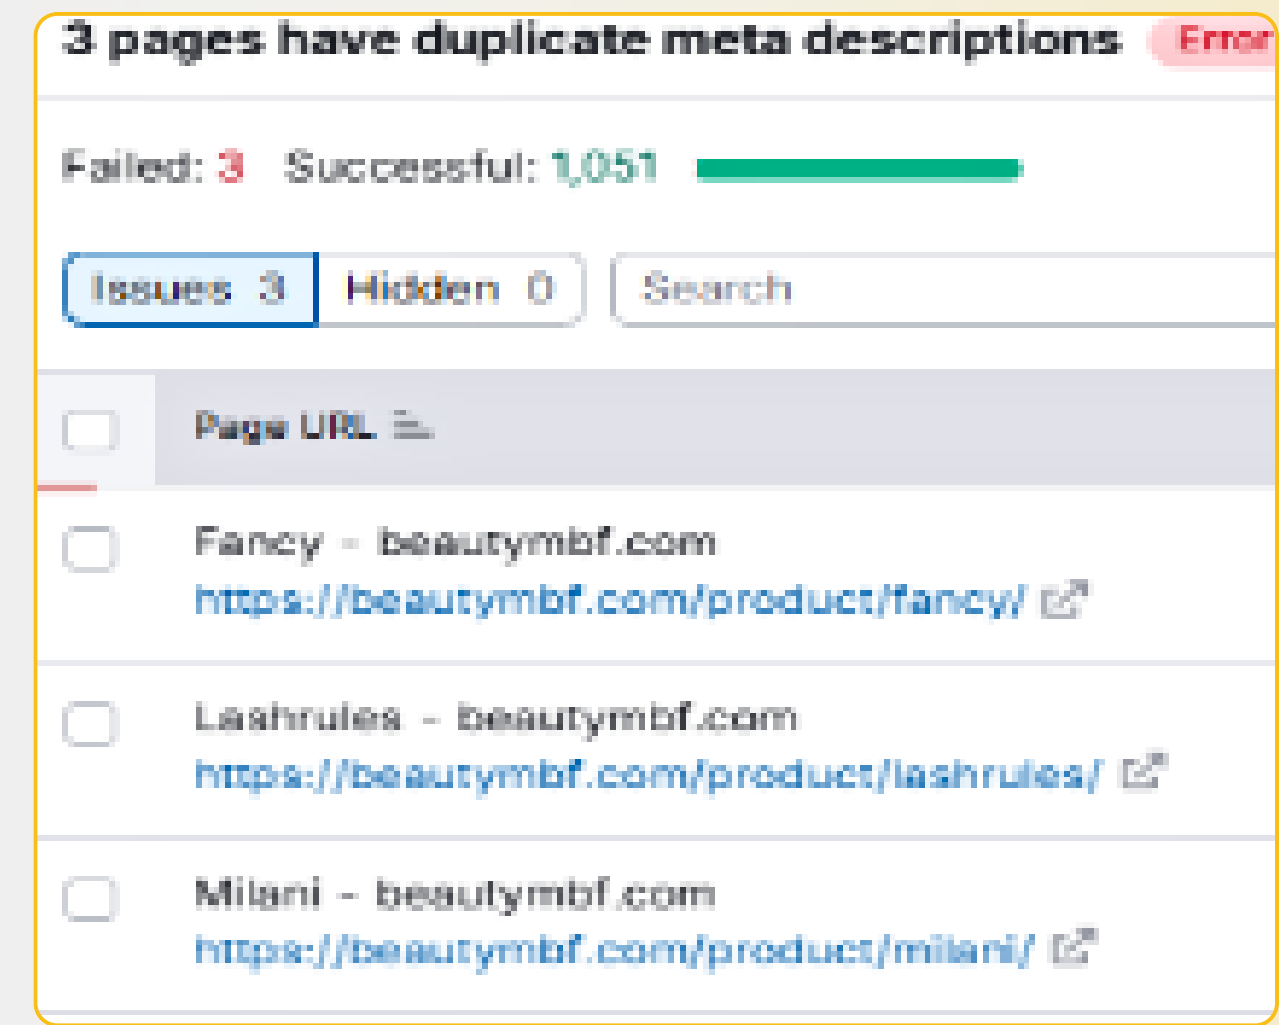 3 pages have duplicate meta descriptions Error
Failed: 3 Successful: 1,051
Issues 3 Hidden 0 Search
Page URL
Fancy - beautymbf.com
https://beautymbf.com/product/fancy/
Lashrules - beautymbf.com
https://beautymbf.com/product/lashrules/
Milani - beautymbf.com
https://beautymbf.com/product/milani/